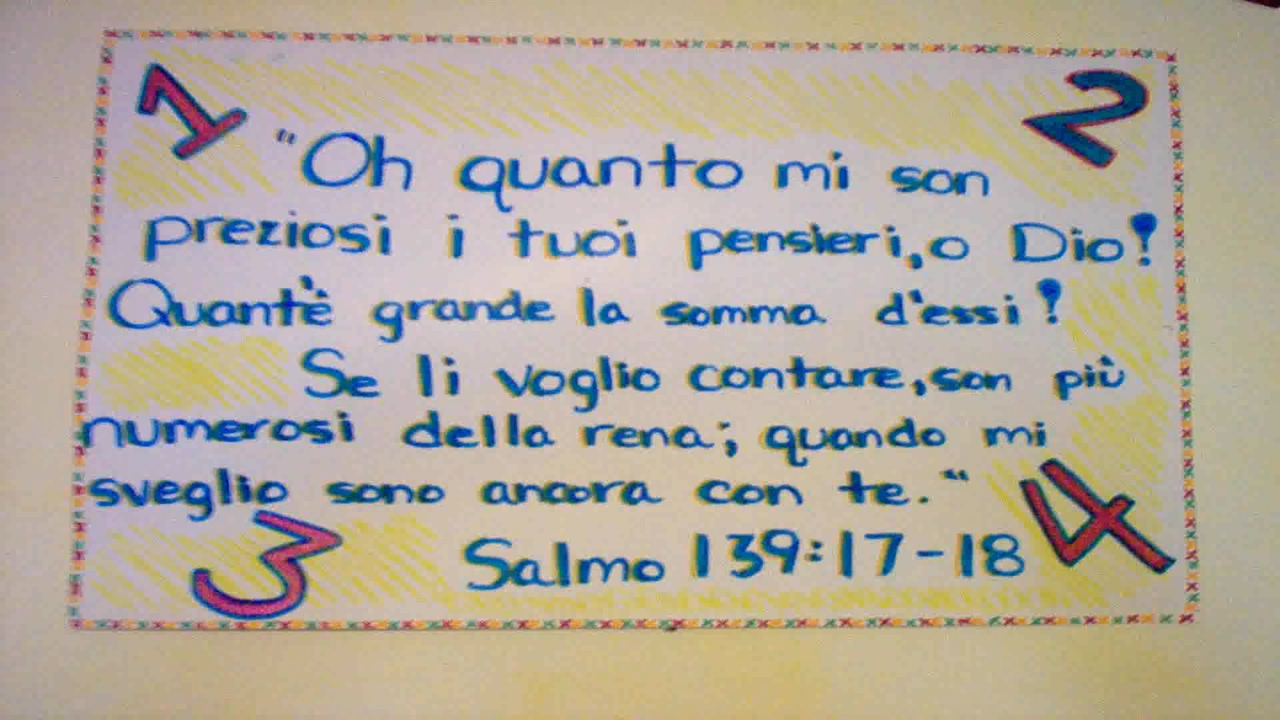 1 2
"Oh quanto mi son
preziosi i tuoi pensieri, o Dio!
Quant'è grande la somma d'essi!
Se li voglio contare, son più
numerosi della rena; quando mi
sveglio sono ancora con te."
3 4
Salmo 139:17-18